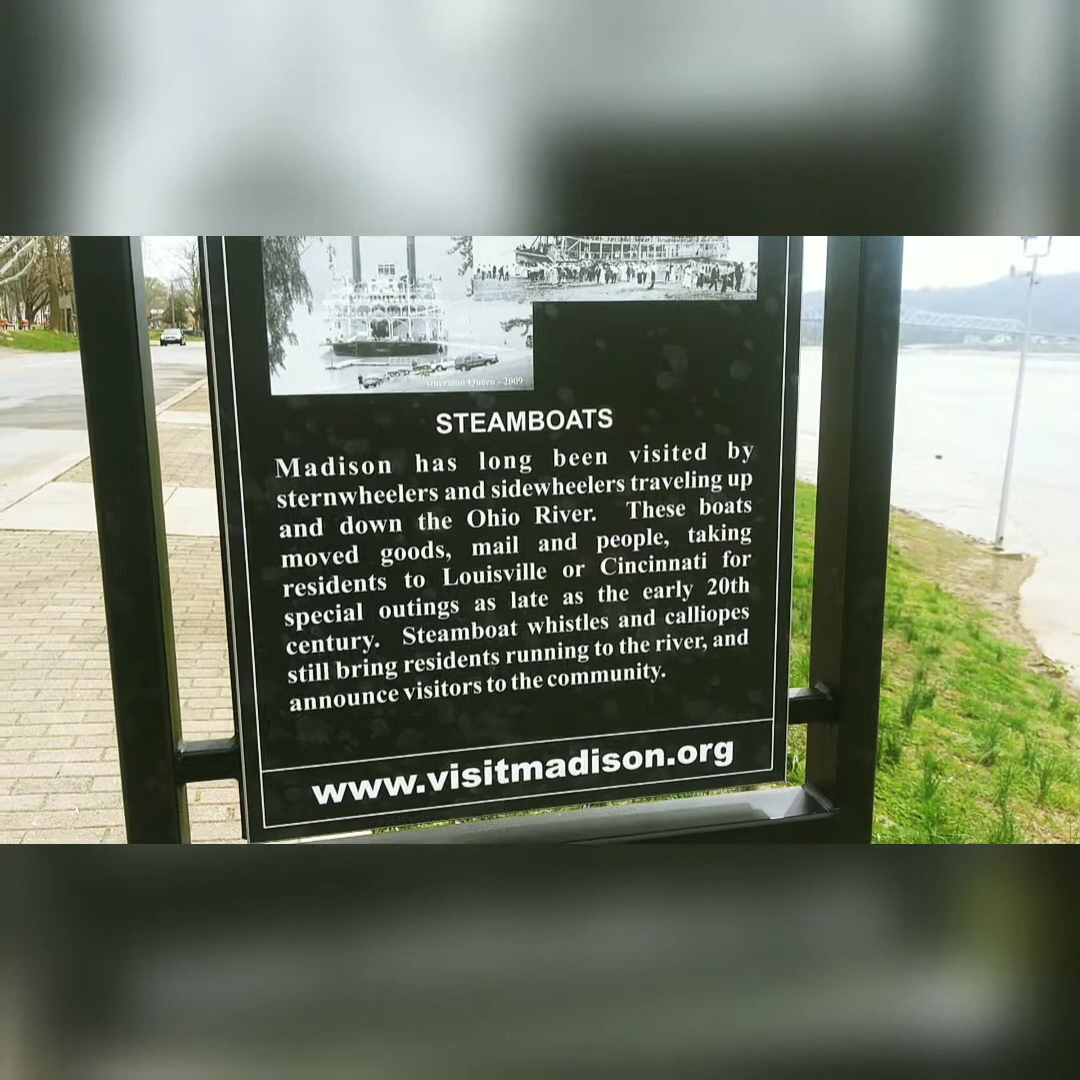 American Queen - 2009
STEAMBOATS
Madison has long been visited by
sternwheelers and sidewheelers traveling up
and down the Ohio River. These boats
moved goods, mail and people, taking
residents to Louisville or Cincinnati for
special outings as late as the early 20th
century. Steamboat whistles and calliopes
still bring residents running to the river, and
announce visitors to the community.
www.visitmadison.org